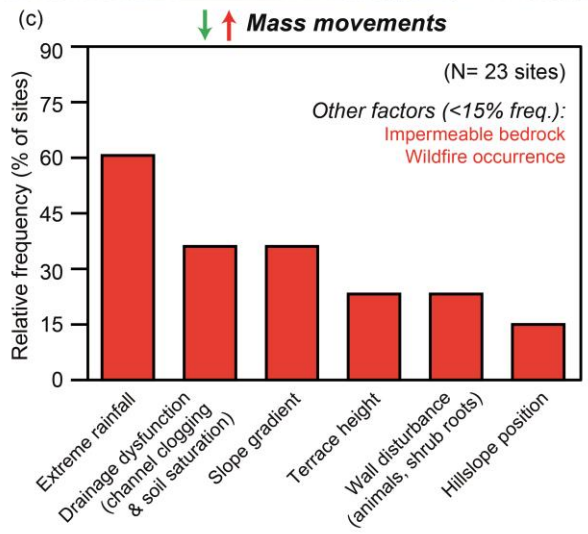 (c)
Mass movements
(N= 23 sites)
Other factors (<15% freq.):
Impermeable bedrock
Wildfire occurrence
Relative frequency (% of sites)
90
75
60
45
30
15
0
Extreme rainfall
Drainage dysfunction
(channel clogging
& soil saturation)
Slope gradient
Terrace height
Wall disturbance
(animals, shrub roots)
Hillslope position